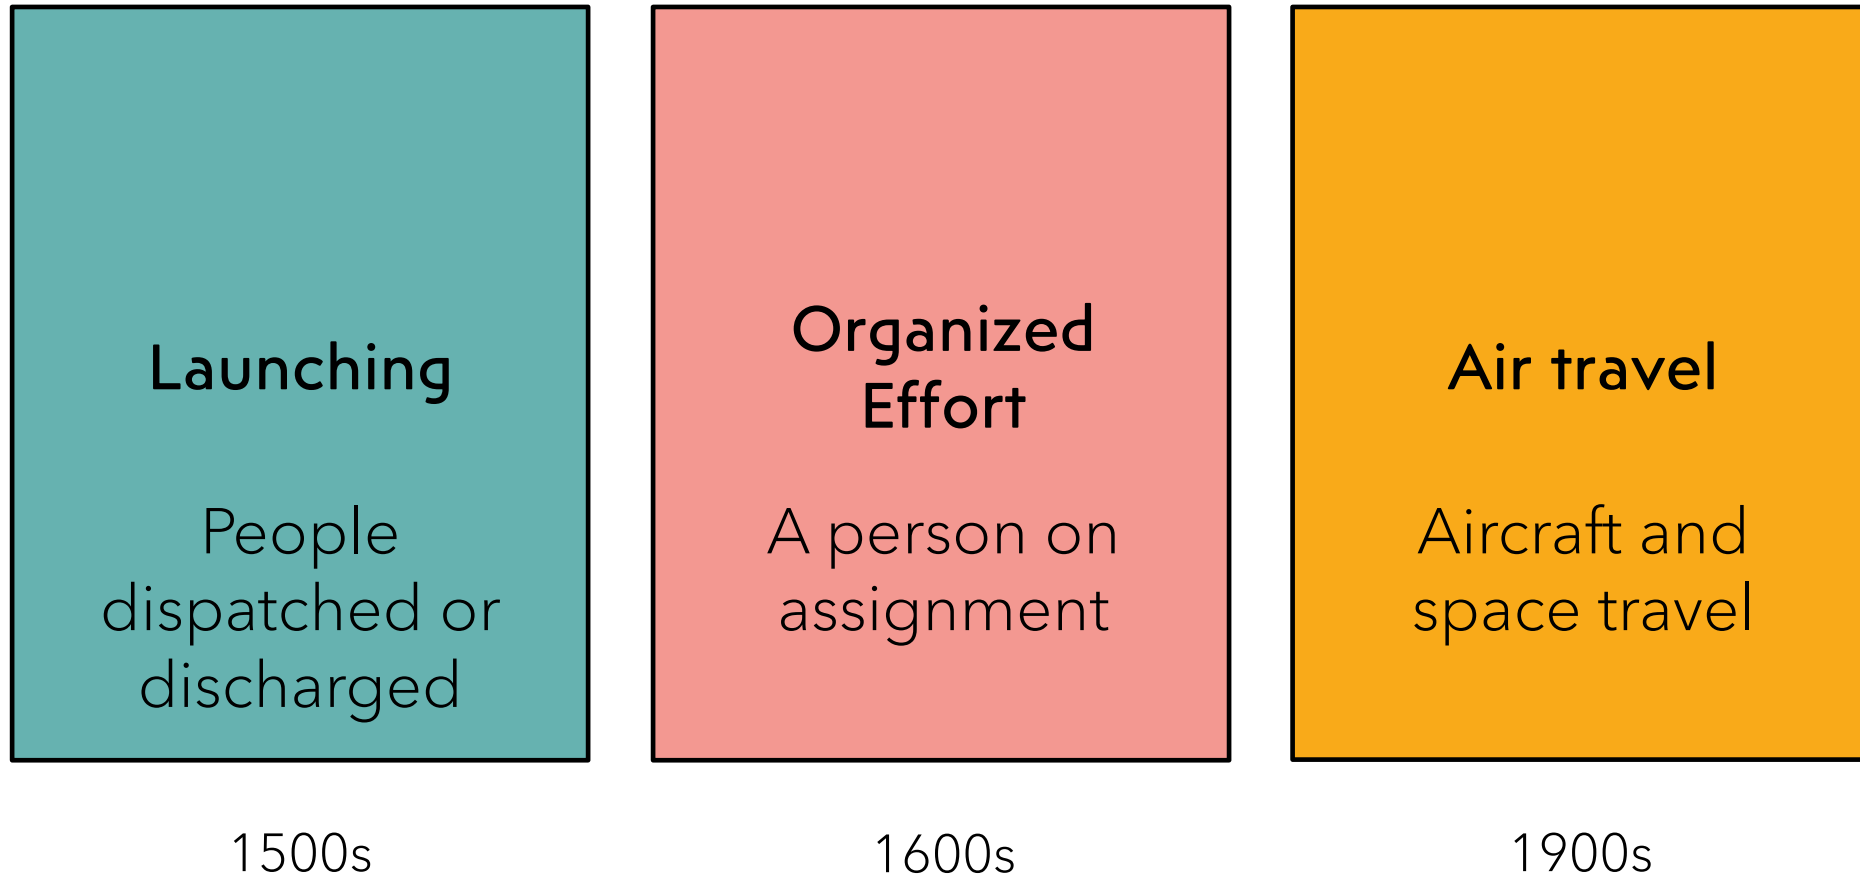 Launching
People
dispatched or
discharged
1500s
Organized
Effort
A person on
assignment
1600s
Air travel
Aircraft and
space travel
1900s